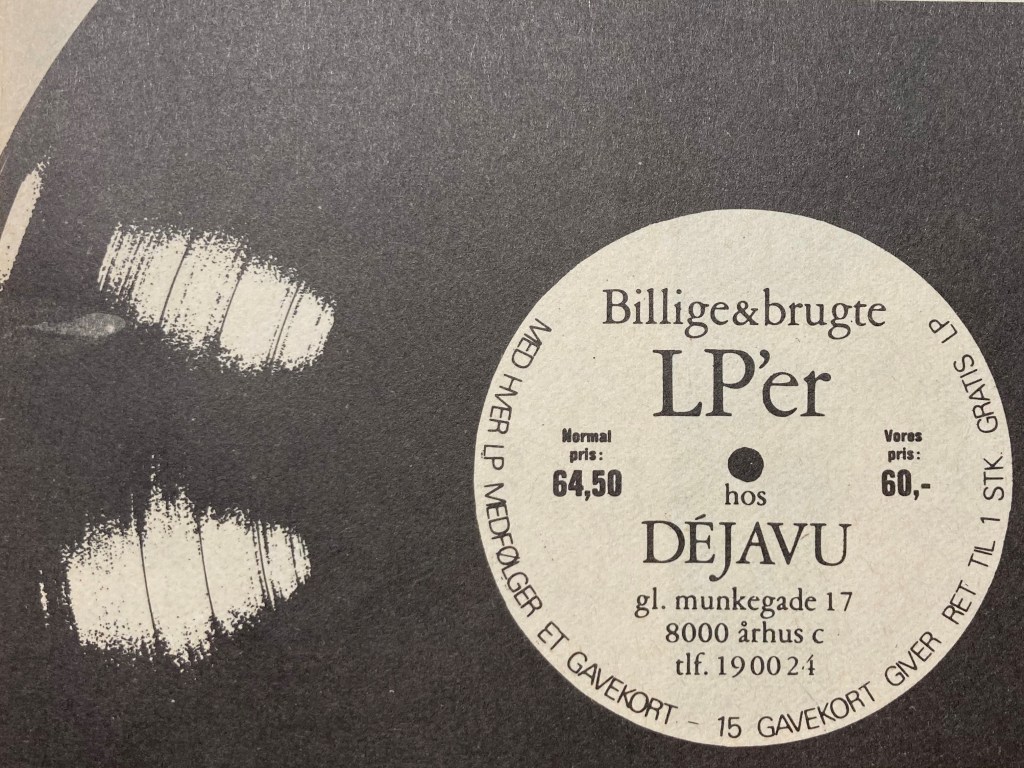 Billige&brugte
LP'er
Normal
pris:
64,50
Vores
pris:
60,-
hos
DÉJAVU
gl. munkegade 17
8000 århus c
tlf. 190024
MED HVER LP MEDFØLGER ET GAVEKORT - 15 GAVEKORT GIVER RET TIL 1 STK. GRATIS LP